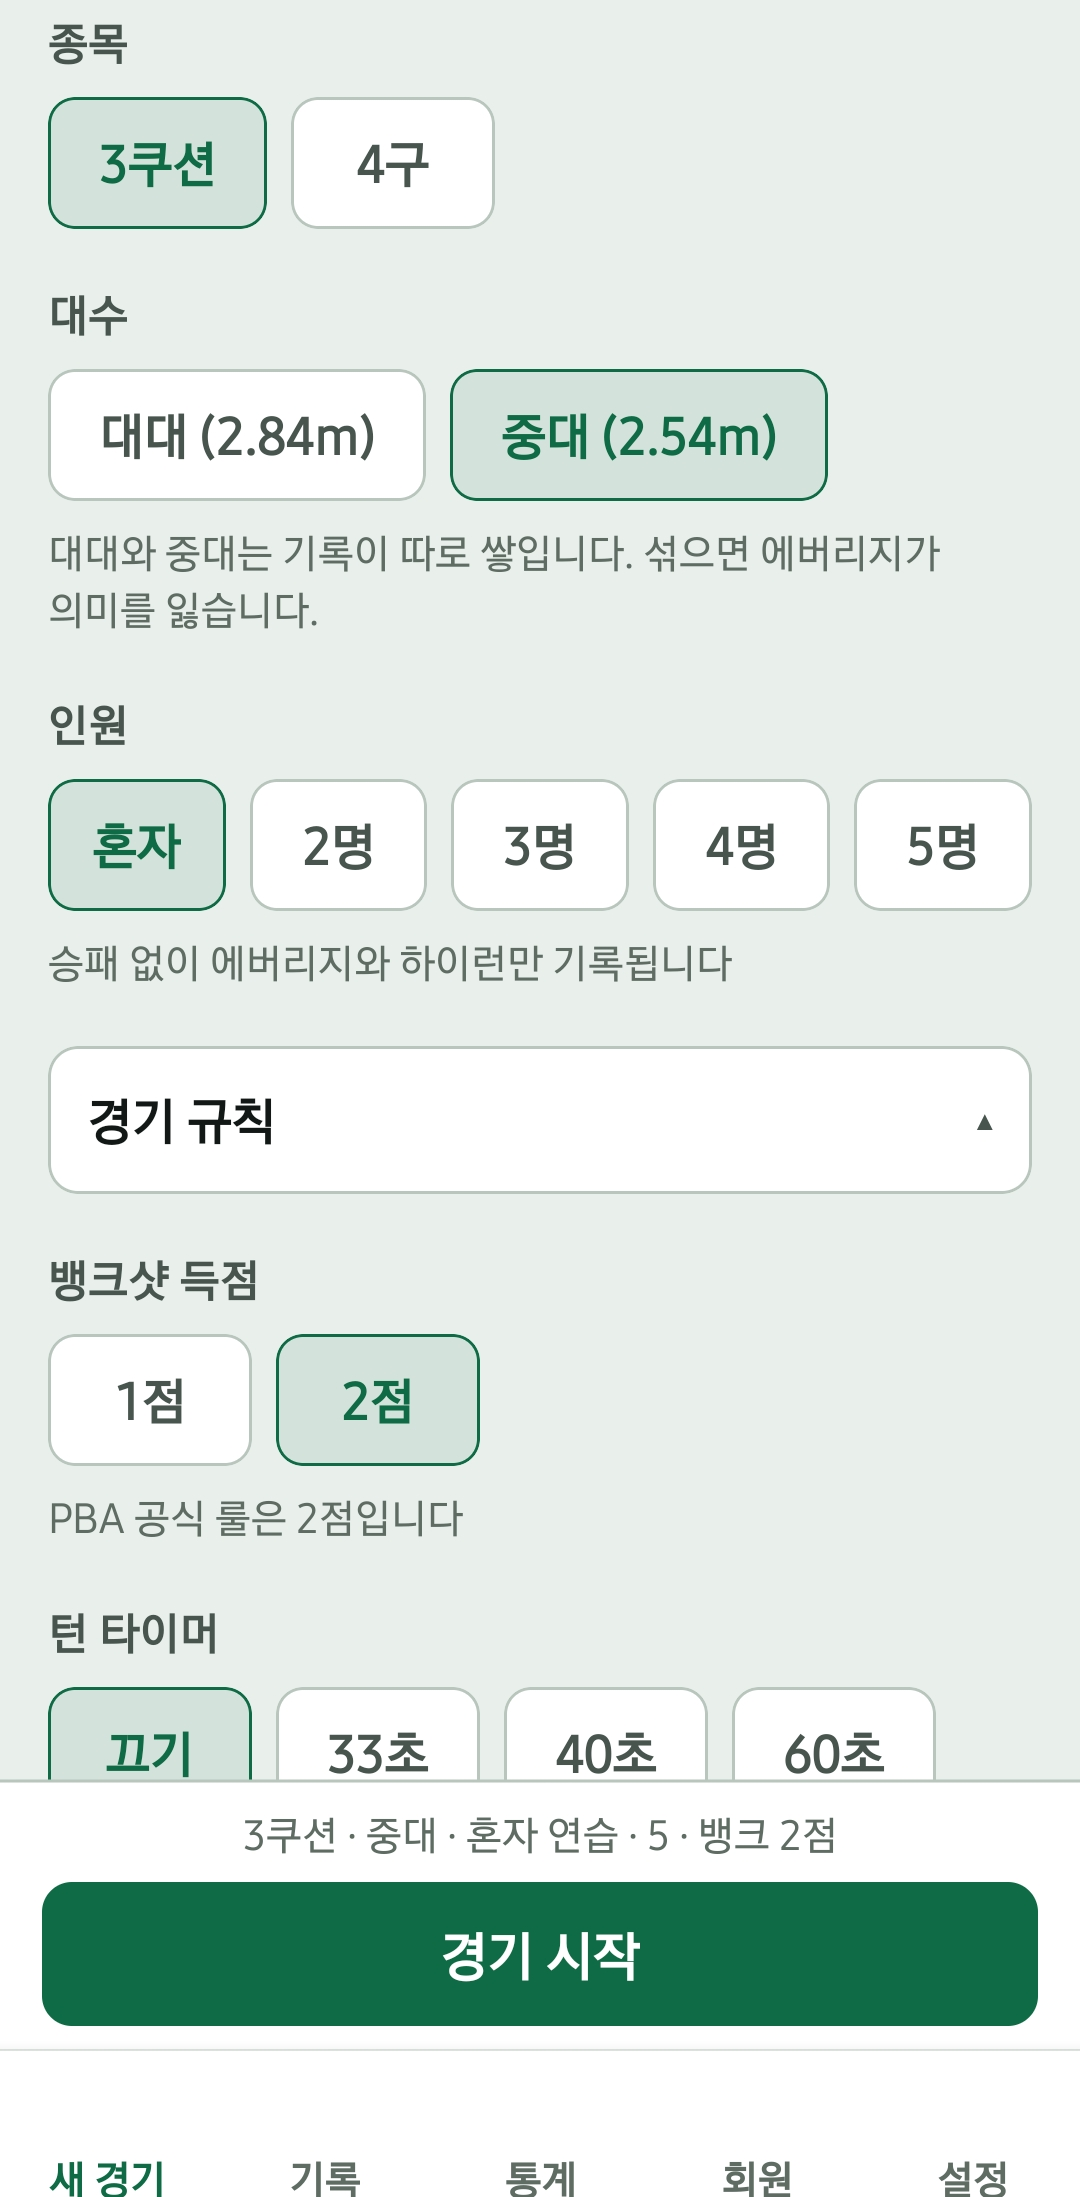 종목
3쿠션
4구
대수
대대 (2.84m)
중대 (2.54m)
대대와 중대는 기록이 따로 쌓입니다. 섞으면 에버리지가
의미를 잃습니다.
인원
혼자
2명
3명
4명
5명
승패 없이 에버리지와 하이런만 기록됩니다
경기 규칙
▲
뱅크샷 득점
1점
2점
PBA 공식 룰은 2점입니다
턴 타이머
끄기
33초
40초
60초
3쿠션 · 중대 · 혼자 연습 · 5 · 뱅크 2점
경기 시작
새 경기
기록
통계
회원
설정